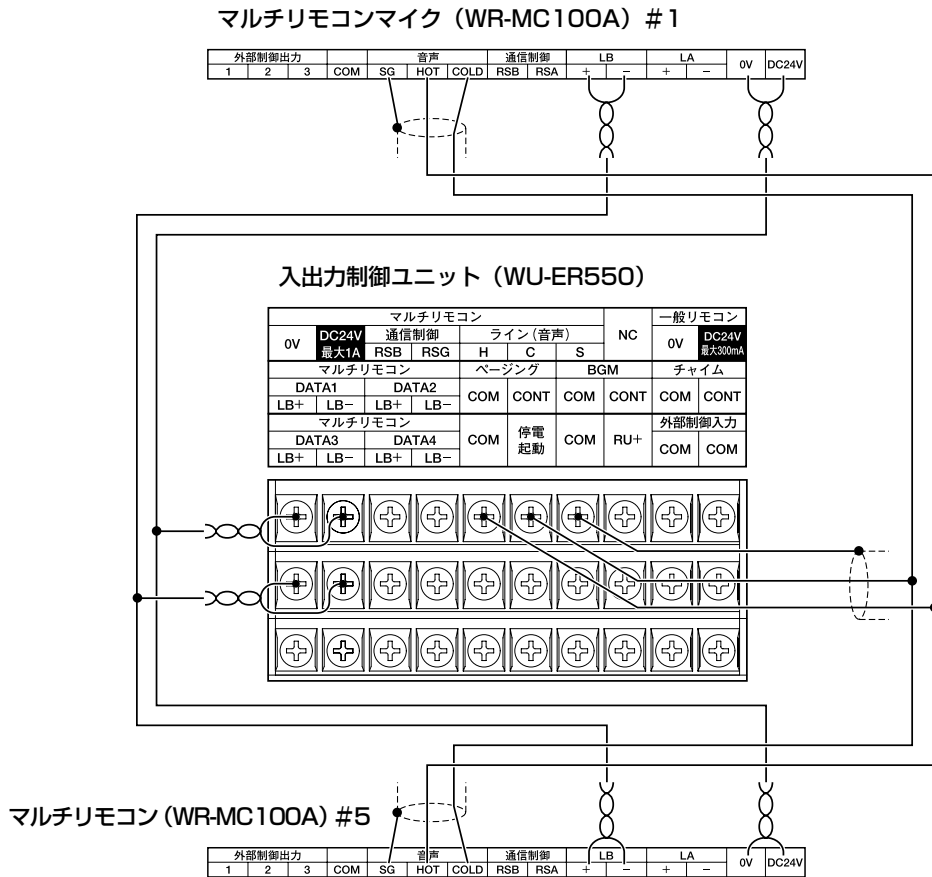 マルチリモコンマイク（WR-MC100A）＃1
外部制御出力 音声 通信制御 LB LA 0V DC24V
1 2 3 COM SG HOT COLD RSB RSA + − + −
入出力制御ユニット（WU-ER550）
マルチリモコン 一般リモコン
0V DC24V 通信制御 ライン（音声） NC 0V DC24V
最大1A RSB RSG H C S 最大300mA
マルチリモコン ページング BGM チャイム
DATA1 DATA2 COM CONT COM CONT COM CONT
LB+ LB− LB+ LB−
マルチリモコン 外部制御入力
DATA3 DATA4 COM 停電起動 COM RU+ COM COM
LB+ LB− LB+ LB−
マルチリモコン（WR-MC100A）＃5
外部制御出力 音声 通信制御 LB LA 0V DC24V
1 2 3 COM SG HOT COLD RSB RSA + − + −